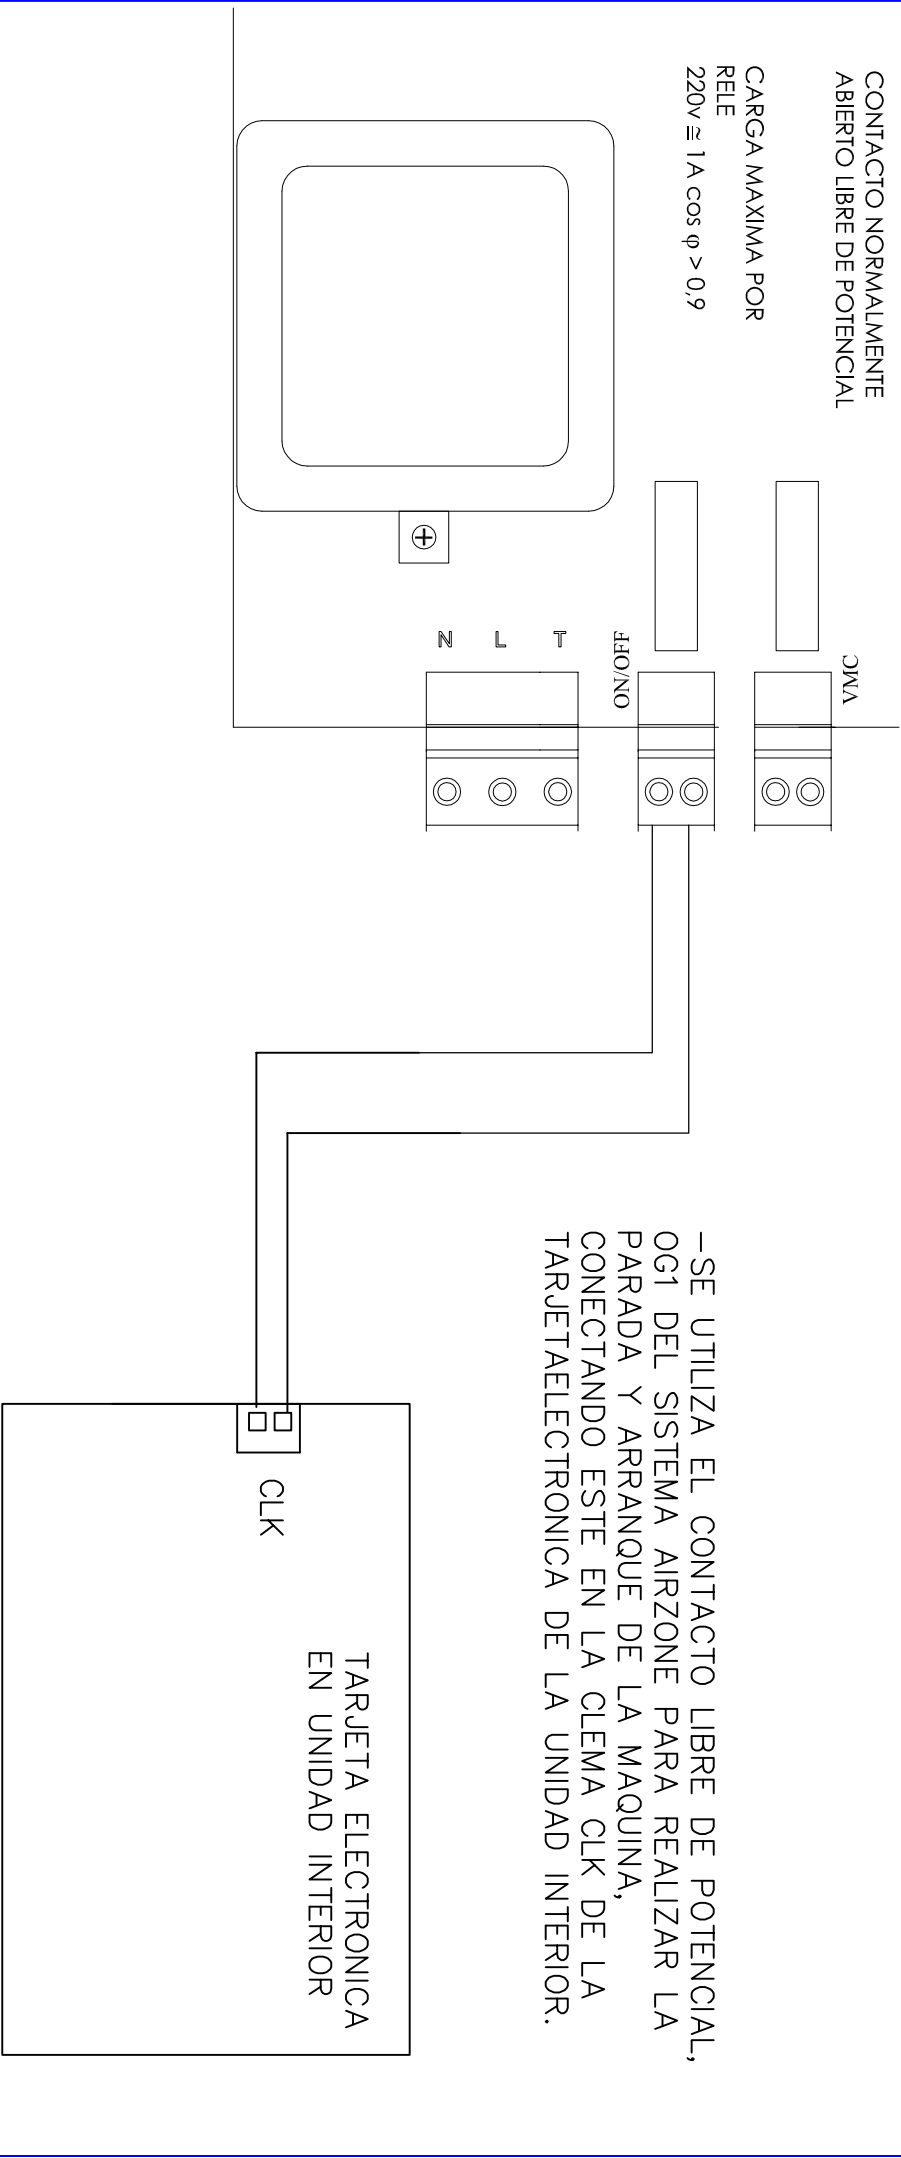 CONTACTO NORMALMENTE
ABIERTO LIBRE DE POTENCIAL
CARGA MAXIMA POR
RELE
220v ≅ 1A cos φ > 0,9
VMC
ON/OFF
T
L
N
-SE UTILIZA EL CONTACTO LIBRE DE POTENCIAL,
OG1 DEL SISTEMA AIRZONE PARA REALIZAR LA
PARADA Y ARRANQUE DE LA MAQUINA,
CONECTANDO ESTE EN LA CLEMA CLK DE LA
TARJETAELECTRONICA DE LA UNIDAD INTERIOR.
CLK
TARJETA ELECTRONICA
EN UNIDAD INTERIOR